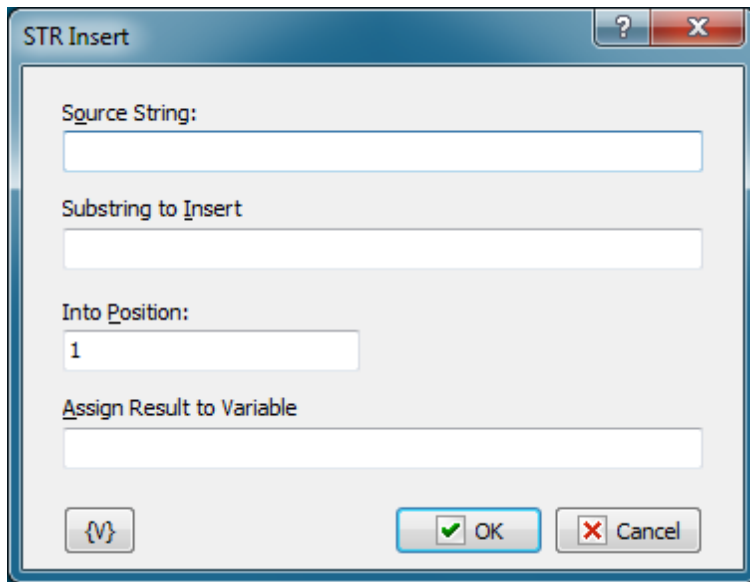 STR Insert
?
Source String:
Substring to Insert
Into Position:
1
Assign Result to Variable
{V} OK Cancel